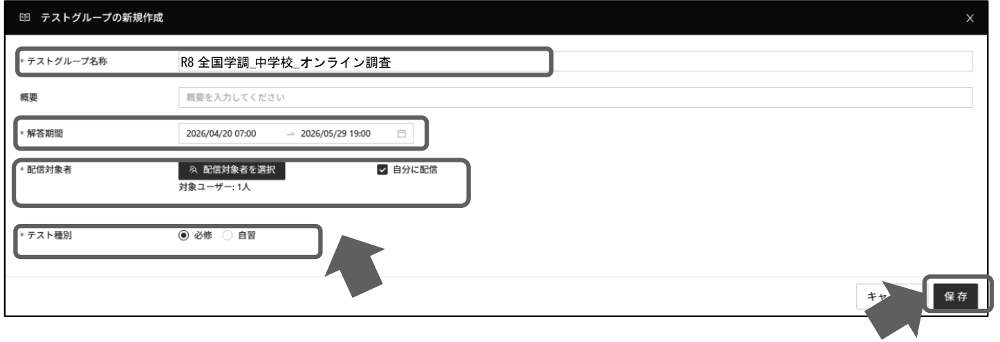 テストグループの新規作成
* テストグループ名称 R8 全国学調_中学校_オンライン調査
概要 概要を入力してください
* 解答期間 2026/04/20 07:00 → 2026/05/29 19:00
* 配信対象者 配信対象者を選択 自分に配信
対象ユーザー: 1人
* テスト種別 必修 自習
キャ 保存